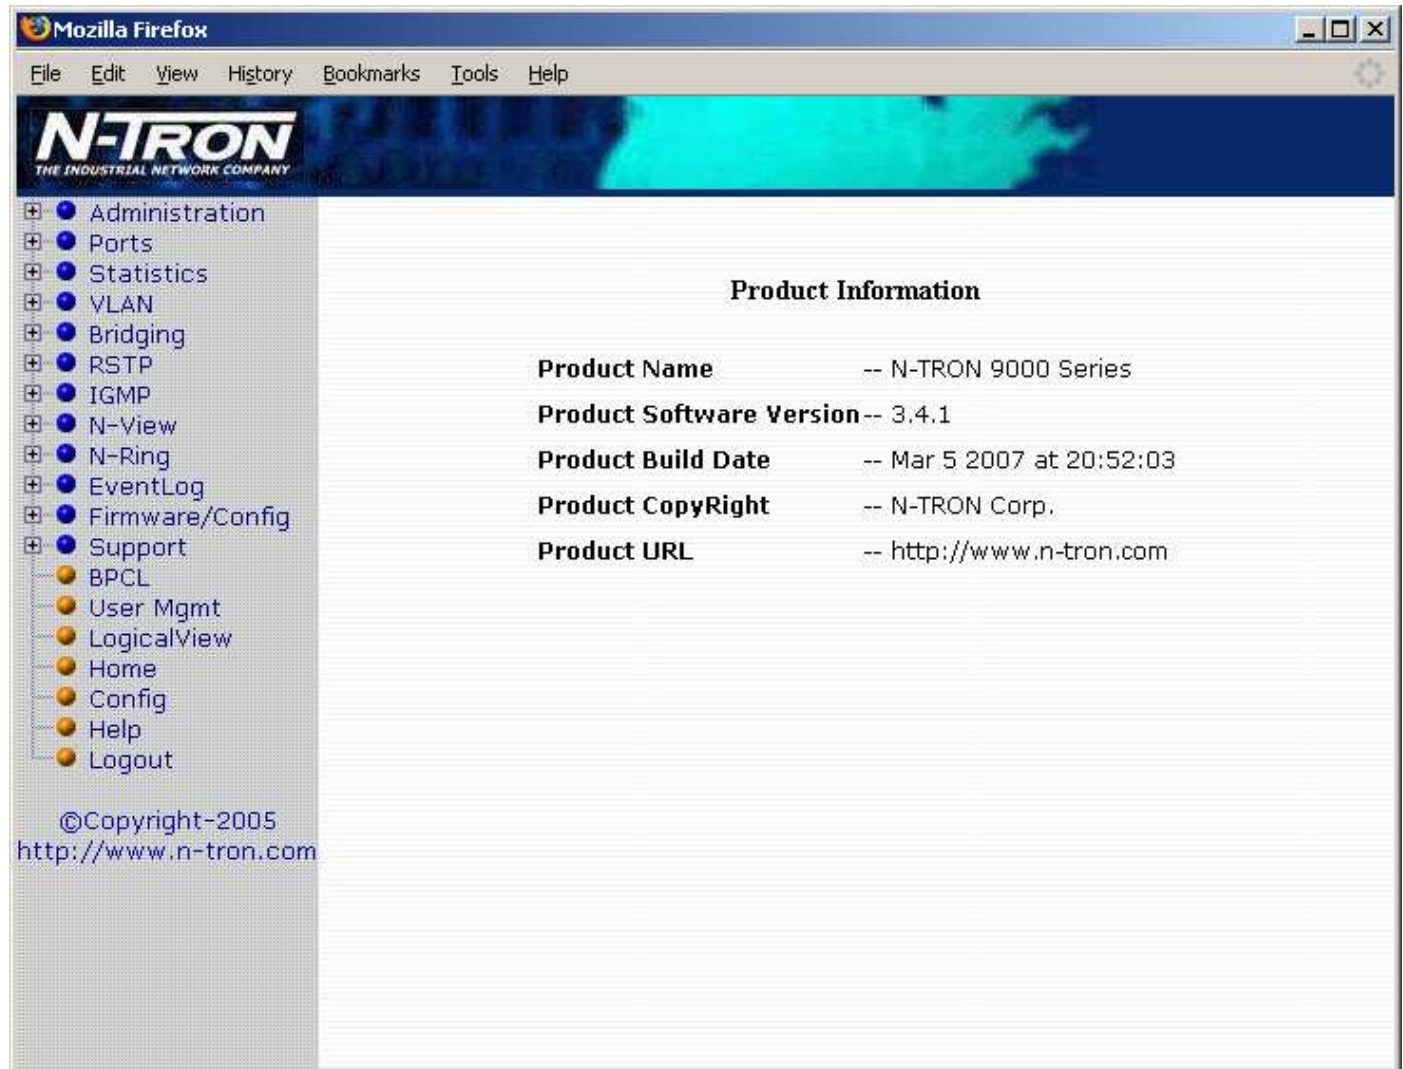 Mozilla Firefox
File Edit View History Bookmarks Tools Help
N-TRON
THE INDUSTRIAL NETWORK COMPANY
Administration
Ports
Statistics
VLAN
Bridging
RSTP
IGMP
N-View
N-Ring
EventLog
Firmware/Config
Support
BPCL
User Mgmt
LogicalView
Home
Config
Help
Logout
©Copyright-2005
http://www.n-tron.com
Product Information
Product Name -- N-TRON 9000 Series
Product Software Version -- 3.4.1
Product Build Date -- Mar 5 2007 at 20:52:03
Product CopyRight -- N-TRON Corp.
Product URL -- http://www.n-tron.com